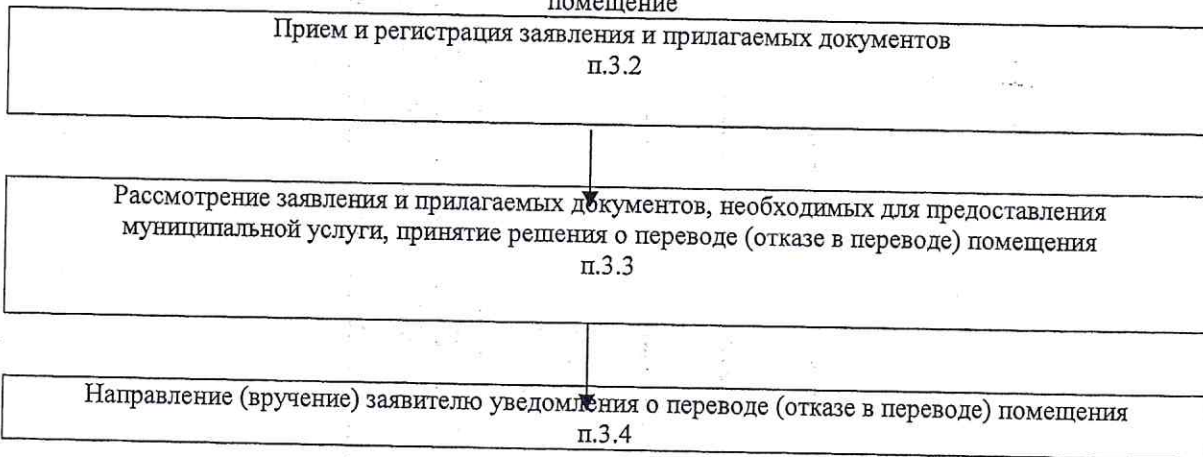 помещение
Прием и регистрация заявления и прилагаемых документов
п.3.2
Рассмотрение заявления и прилагаемых документов, необходимых для предоставления
муниципальной услуги, принятие решения о переводе (отказе в переводе) помещения
п.3.3
Направление (вручение) заявителю уведомления о переводе (отказе в переводе) помещения
п.3.4